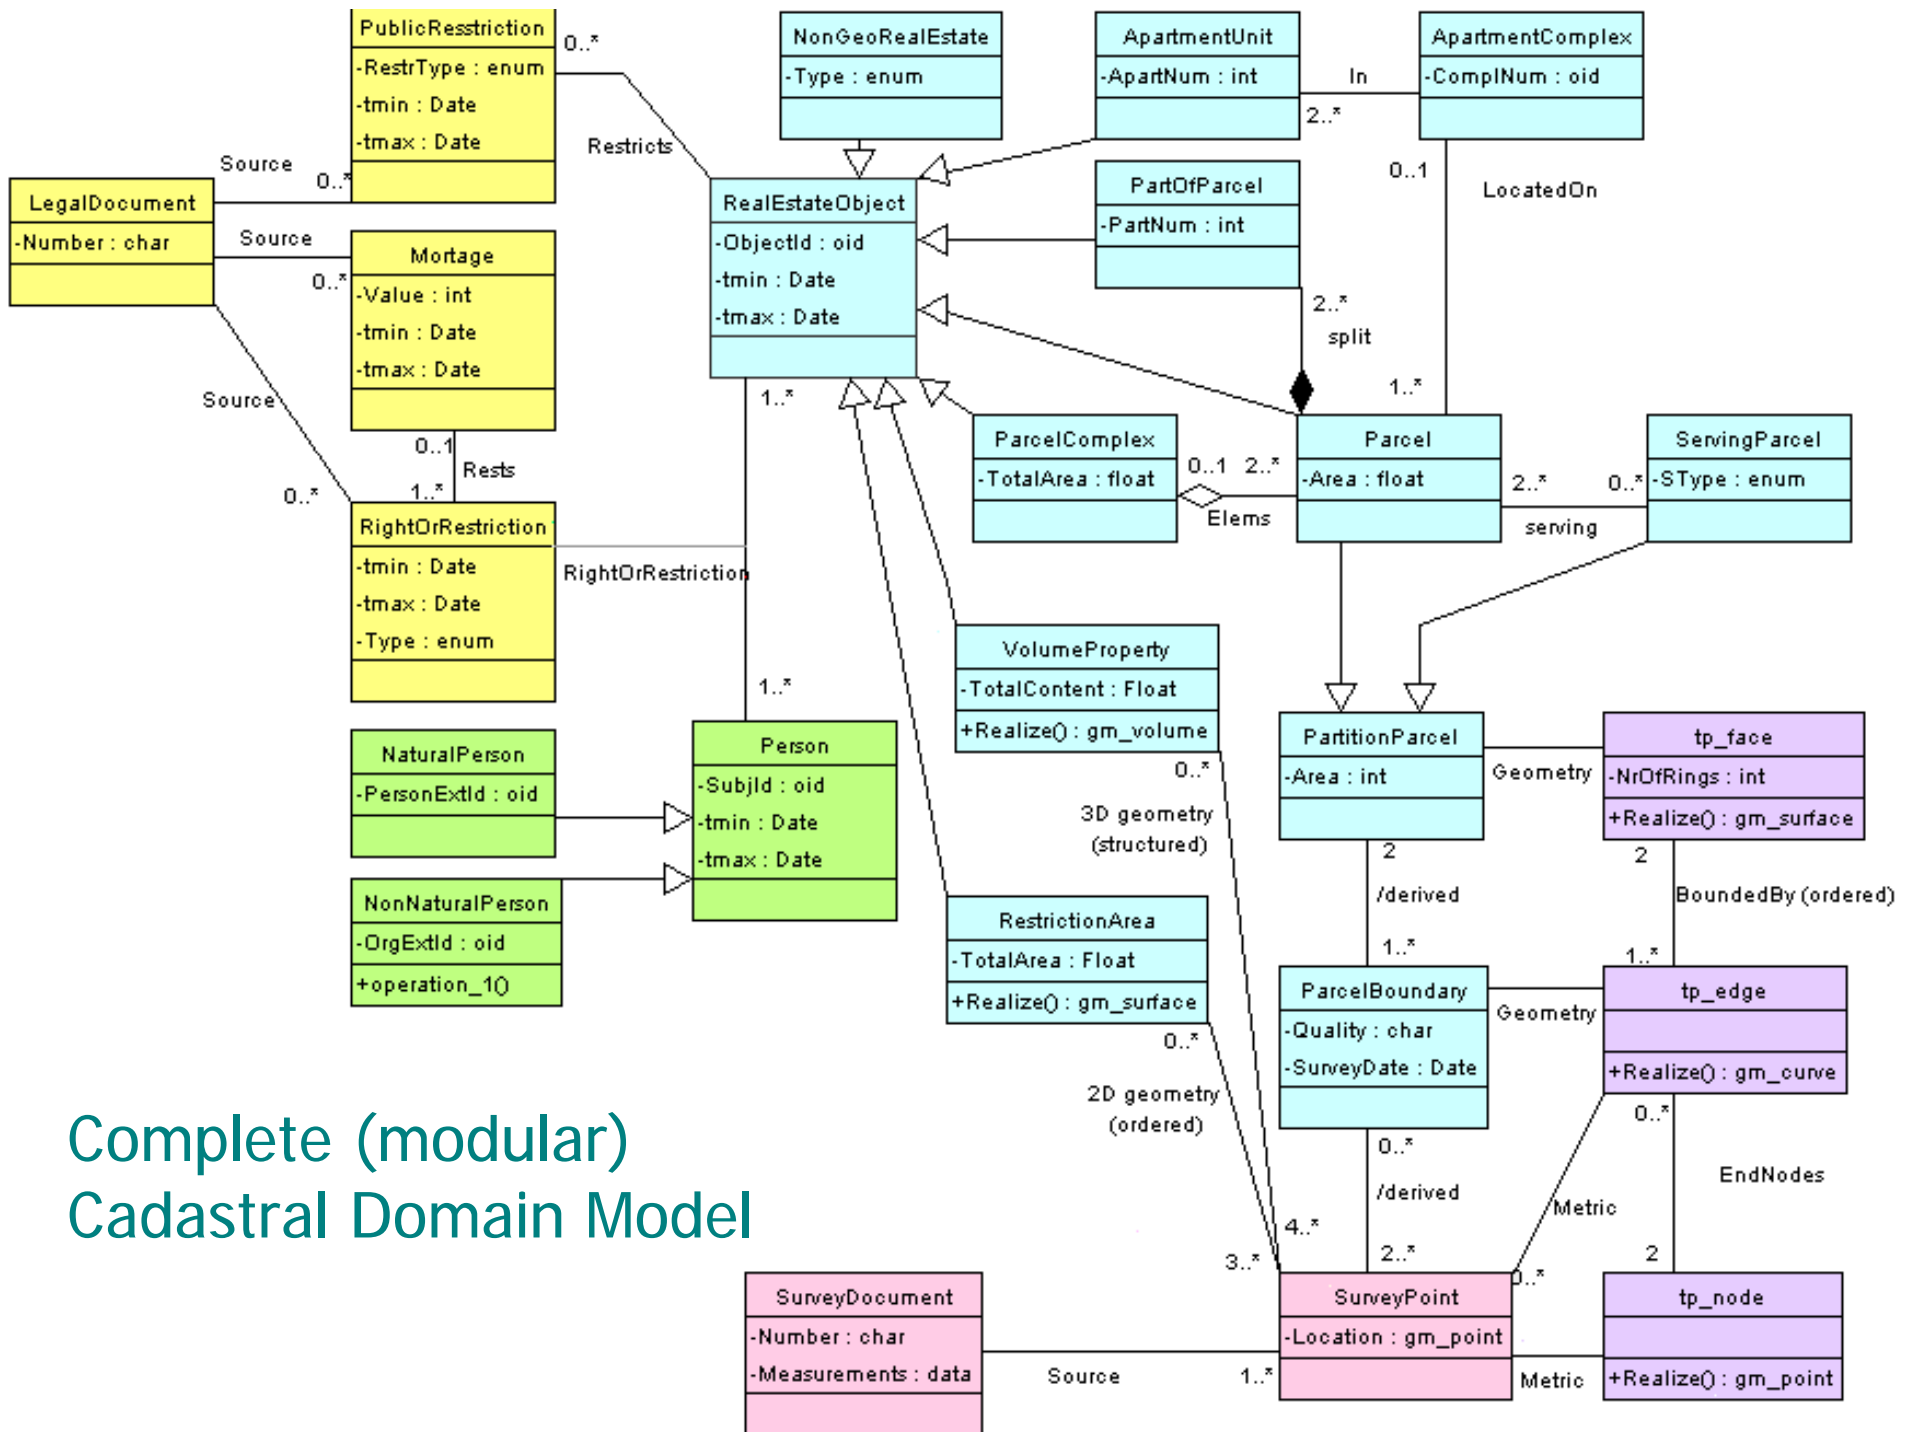 PublicResstriction
-RestrType : enum
-tmin : Date
-tmax : Date
0..*
Restricts
NonGeoRealEstate
-Type : enum
ApartmentUnit
-ApartNum : int
In
2..*
ApartmentComplex
-ComplNum : oid
0..1
LocatedOn
1..*
LegalDocument
-Number : char
Source
0..*
Source
0..*
Source
0..*
Mortage
-Value : int
-tmin : Date
-tmax : Date
0..1
Rests
1..*
RightOrRestriction
-tmin : Date
-tmax : Date
-Type : enum
RightOrRestriction
RealEstateObject
-ObjectId : oid
-tmin : Date
-tmax : Date
1..*
1..*
PartOfParcel
-PartNum : int
2..*
split
ParcelComplex
-TotalArea : float
0..1
2..*
Elems
Parcel
-Area : float
2..*
0..*
serving
ServingParcel
-SType : enum
VolumeProperty
-TotalContent : Float
+Realize() : gm_volume
0..*
3D geometry
(structured)
4..*
NaturalPerson
-PersonExtId : oid
NonNaturalPerson
-OrgExtId : oid
+operation_1()
Person
-SubjId : oid
-tmin : Date
-tmax : Date
RestrictionArea
-TotalArea : Float
+Realize() : gm_surface
0..*
2D geometry
(ordered)
3..*
PartitionParcel
-Area : int
Geometry
2
/derived
1..*
tp_face
-NrOfRings : int
+Realize() : gm_surface
2
BoundedBy (ordered)
1..*
ParcelBoundary
-Quality : char
-SurveyDate : Date
Geometry
0..*
/derived
2..*
tp_edge
+Realize() : gm_curve
0..*
EndNodes
2
Metric
0..*
Complete (modular)
Cadastral Domain Model
SurveyDocument
-Number : char
-Measurements : data
Source
1..*
SurveyPoint
-Location : gm_point
Metric
tp_node
+Realize() : gm_point